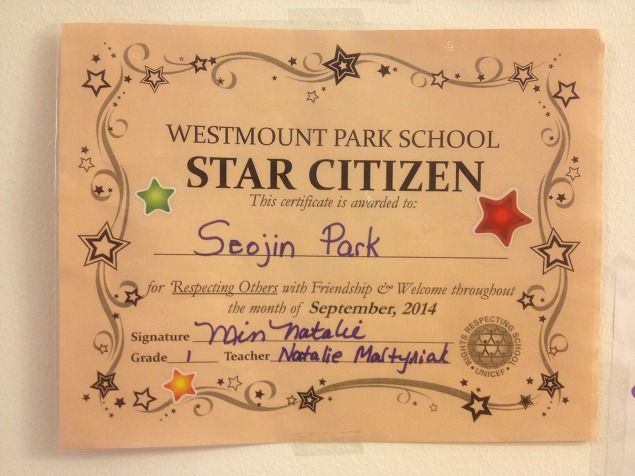 WESTMOUNT PARK SCHOOL
STAR CITIZEN
This certificate is awarded to:
Seojin Park
for Respecting Others with Friendship & Welcome throughout
the month of September, 2014
Signature Miss Natalie
Grade 1 Teacher Natalie Martyniak
RIGHTS RESPECTING SCHOOL
UNICEF